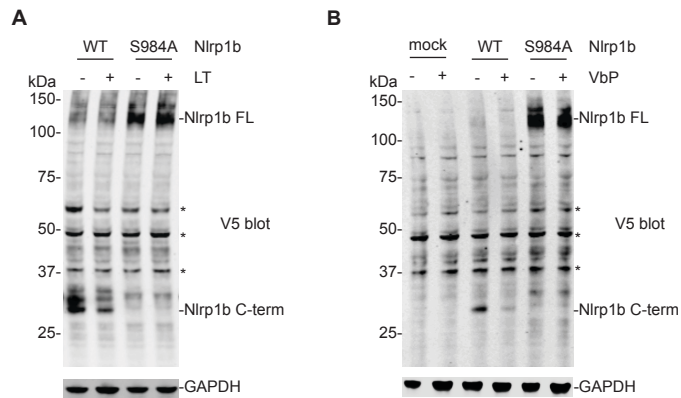 A
WT S984A Nlrp1b
- + - + LT
kDa
150-
100-
75-
50-
37-
25-
-Nlrp1b FL
*
V5 blot
*
*
-Nlrp1b C-term
-GAPDH
B
mock WT S984A Nlrp1b
- + - + - + VbP
kDa
150-
100-
75-
50-
37-
25-
-Nlrp1b FL
*
V5 blot
*
*
-Nlrp1b C-term
-GAPDH